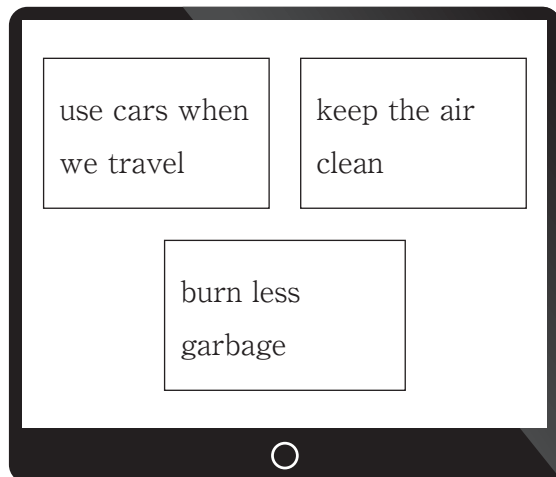 use cars when
we travel
keep the air
clean
burn less
garbage